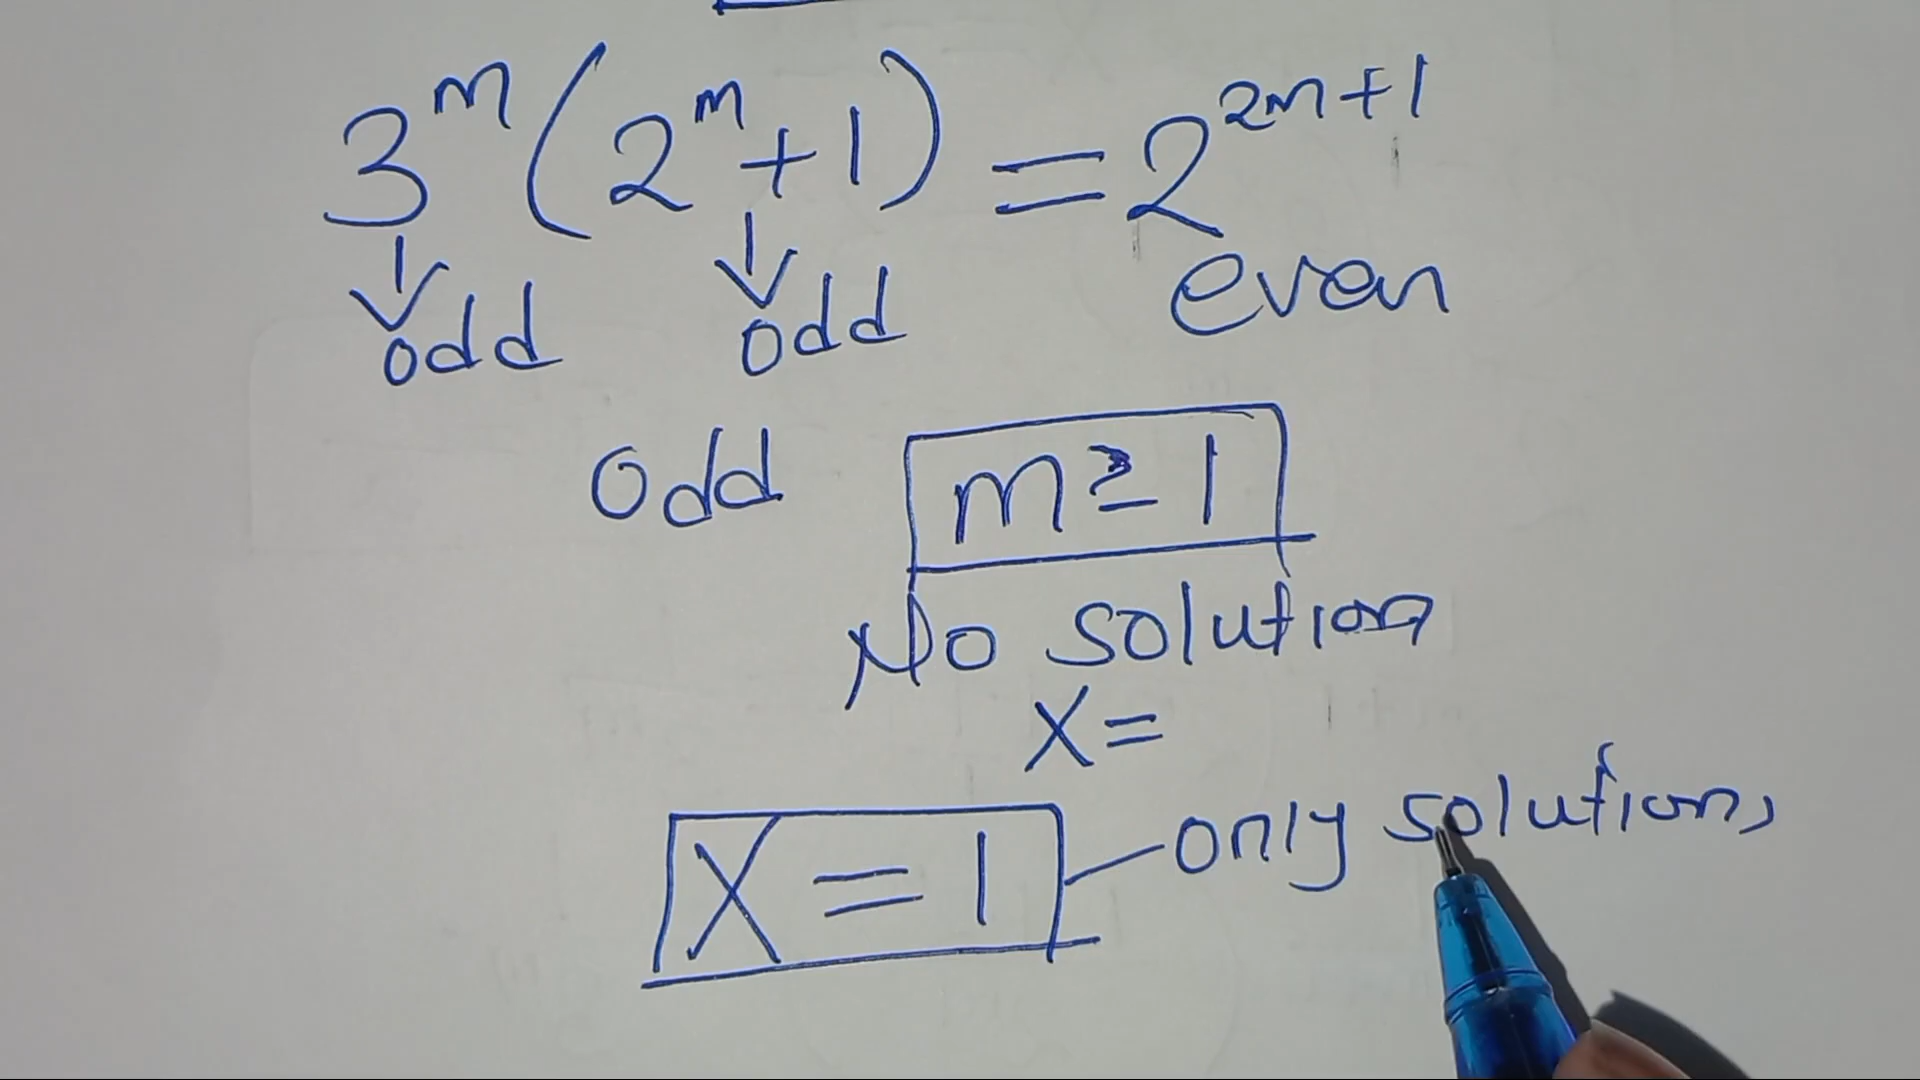 3^m (2^m + 1) = 2^{2m+1}
odd odd even
odd m ≥ 1
No solution
X =
X = 1 — only solution,